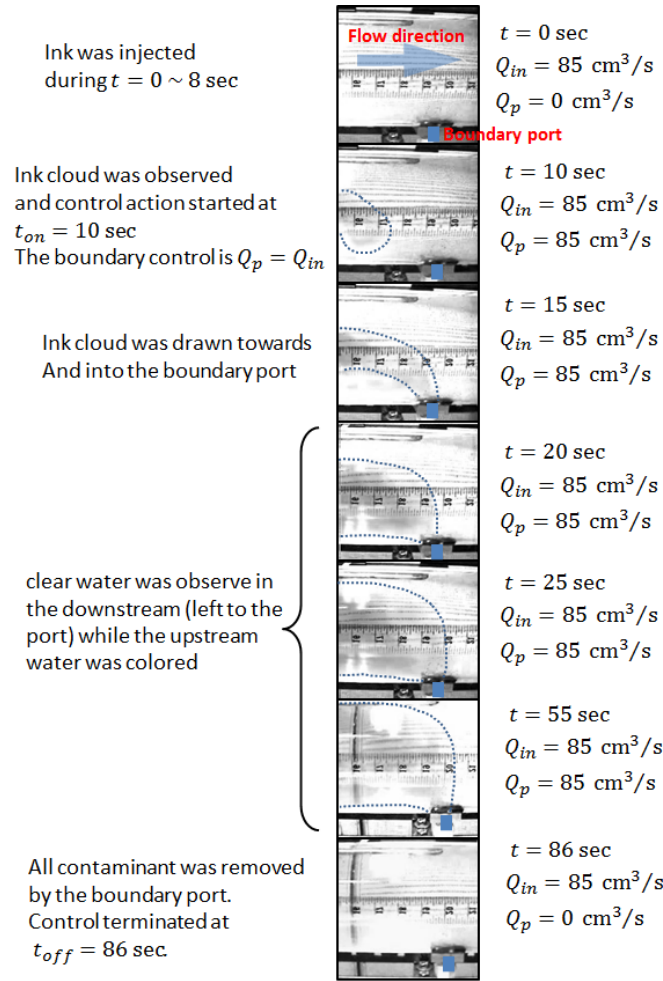 Ink was injected
during t = 0 ~ 8 sec
Flow direction
Boundary port
t = 0 sec
Q_in = 85 cm³/s
Q_p = 0 cm³/s
Ink cloud was observed
and control action started at
t_on = 10 sec
The boundary control is Q_p = Q_in
t = 10 sec
Q_in = 85 cm³/s
Q_p = 85 cm³/s
Ink cloud was drawn towards
And into the boundary port
t = 15 sec
Q_in = 85 cm³/s
Q_p = 85 cm³/s
t = 20 sec
Q_in = 85 cm³/s
Q_p = 85 cm³/s
clear water was observe in
the downstream (left to the
port) while the upstream
water was colored
t = 25 sec
Q_in = 85 cm³/s
Q_p = 85 cm³/s
t = 55 sec
Q_in = 85 cm³/s
Q_p = 85 cm³/s
All contaminant was removed
by the boundary port.
Control terminated at
t_off = 86 sec.
t = 86 sec
Q_in = 85 cm³/s
Q_p = 0 cm³/s